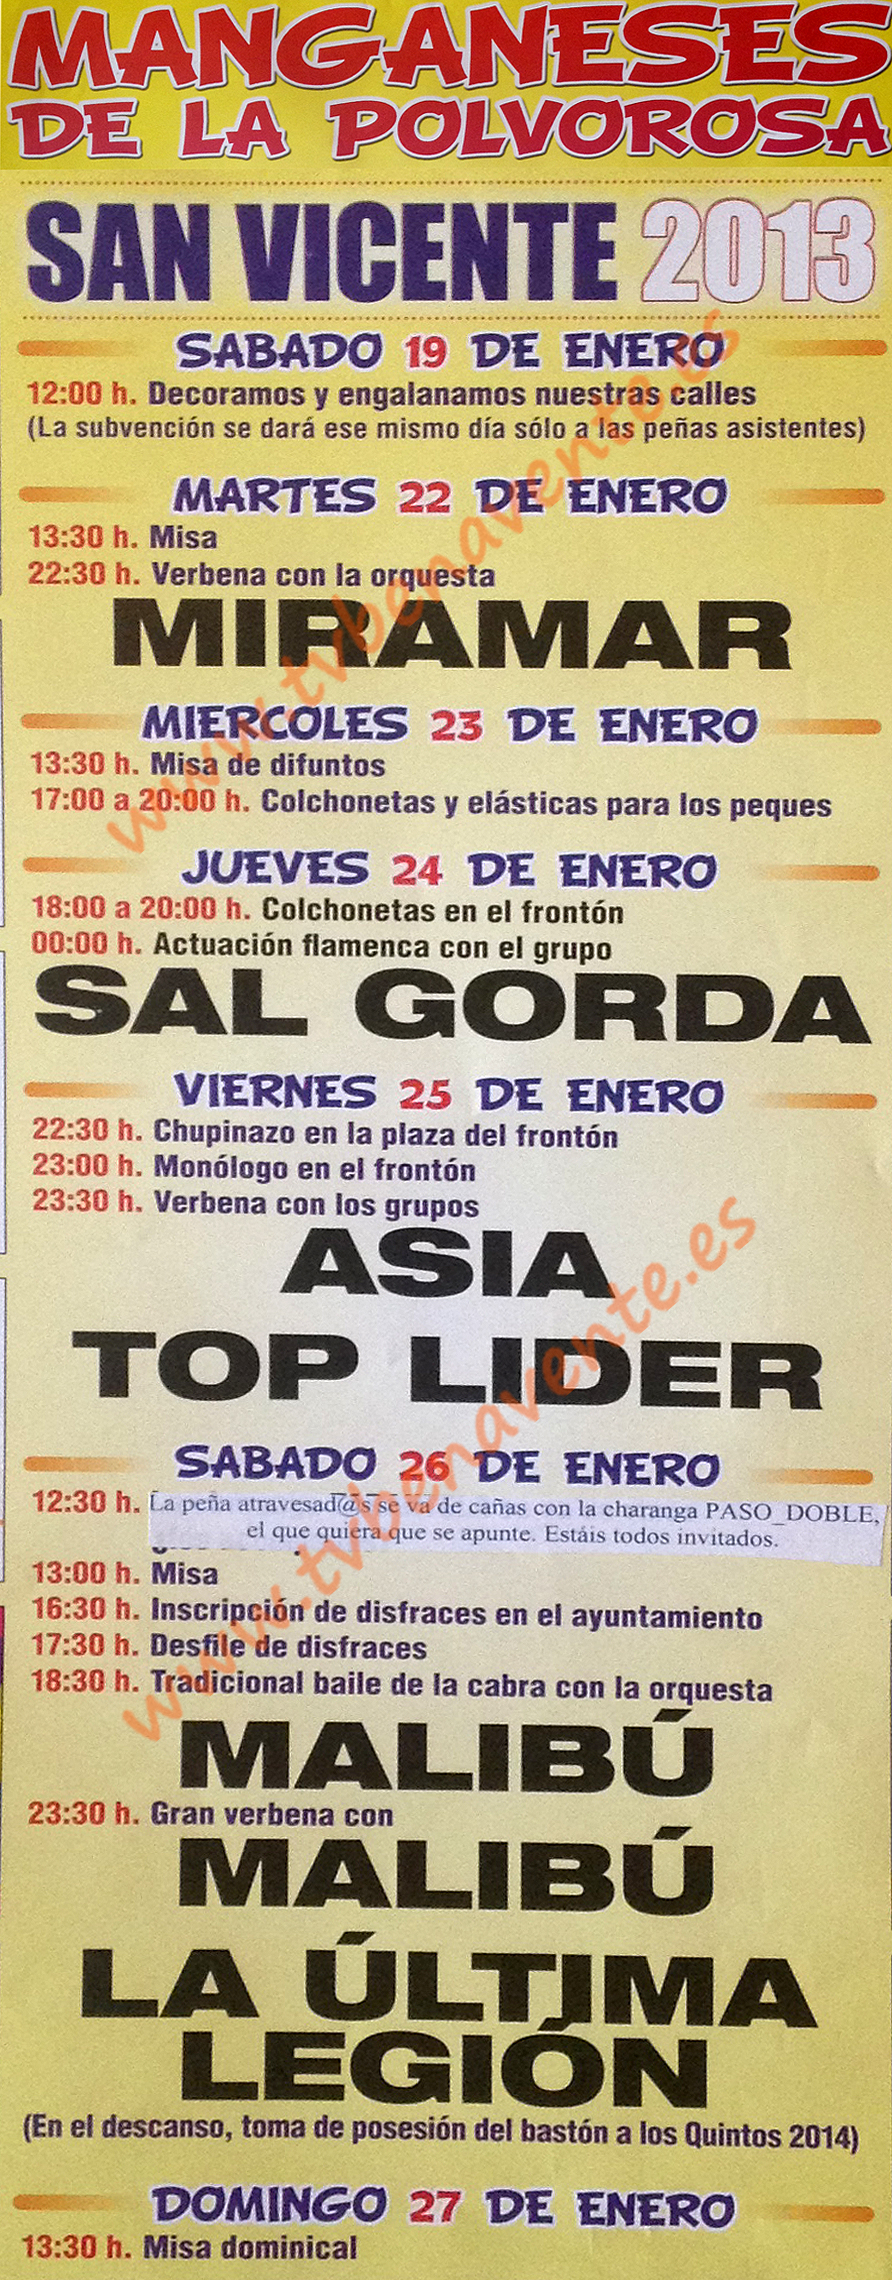 MANGANESES
DE LA POLVOROSA
SAN VICENTE 2013
SABADO 19 DE ENERO
12:00 h. Decoramos y engalanamos nuestras calles
(La subvención se dará ese mismo día sólo a las peñas asistentes)
MARTES 22 DE ENERO
13:30 h. Misa
22:30 h. Verbena con la orquesta
MIRAMAR
MIERCOLES 23 DE ENERO
13:30 h. Misa de difuntos
17:00 a 20:00 h. Colchonetas y elásticas para los peques
JUEVES 24 DE ENERO
18:00 a 20:00 h. Colchonetas en el frontón
00:00 h. Actuación flamenca con el grupo
SAL GORDA
VIERNES 25 DE ENERO
22:30 h. Chupinazo en la plaza del frontón
23:00 h. Monólogo en el frontón
23:30 h. Verbena con los grupos
ASIA
TOP LIDER
SABADO 26 DE ENERO
12:30 h. La peña atravesad@s se va de cañas con la charanga PASO_DOBLE,
el que quiera que se apunte. Estáis todos invitados.
13:00 h. Misa
16:30 h. Inscripción de disfraces en el ayuntamiento
17:30 h. Desfile de disfraces
18:30 h. Tradicional baile de la cabra con la orquesta
MALIBÚ
23:30 h. Gran verbena con
MALIBÚ
LA ÚLTIMA
LEGIÓN
(En el descanso, toma de posesión del bastón a los Quintos 2014)
DOMINGO 27 DE ENERO
13:30 h. Misa dominical
www.tvbenavente.es
www.tvbenavente.es